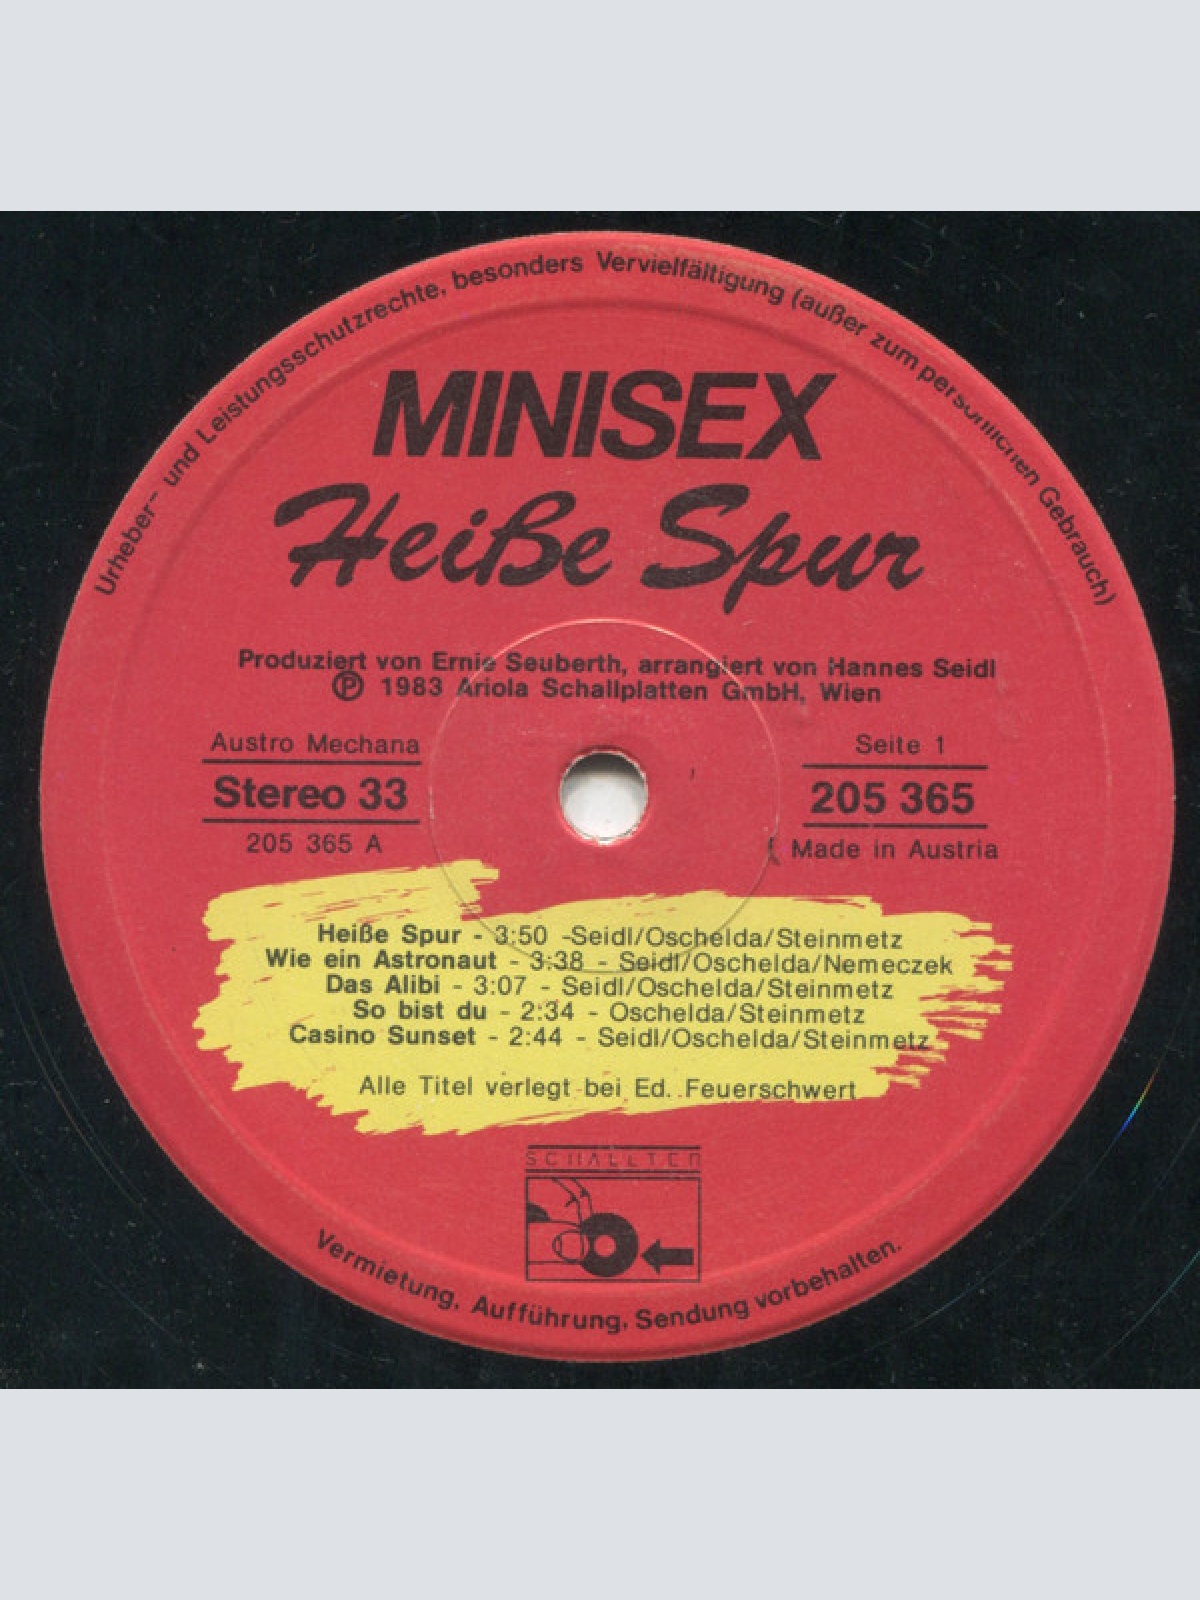 Urheber- und Leistungsschutzrechte, besonders Vervielfältigung (außer zum persönlichen Gebrauch)
MINISEX
Heiße Spur
Produziert von Ernie Seuberth, arrangiert von Hannes Seidl
℗ 1983 Ariola Schallplatten GmbH, Wien
Austro Mechana
Stereo 33
205 365 A
Seite 1
205 365
Made in Austria
Heiße Spur - 3:50 -Seidl/Oschelda/Steinmetz
Wie ein Astronaut - 3:38 - Seidl/Oschelda/Nemeczek
Das Alibi - 3:07 - Seidl/Oschelda/Steinmetz
So bist du - 2:34 - Oschelda/Steinmetz
Casino Sunset - 2:44 - Seidl/Oschelda/Steinmetz
Alle Titel verlegt bei Ed. Feuerschwert
SCHALLTER
Vermietung, Aufführung, Sendung vorbehalten.